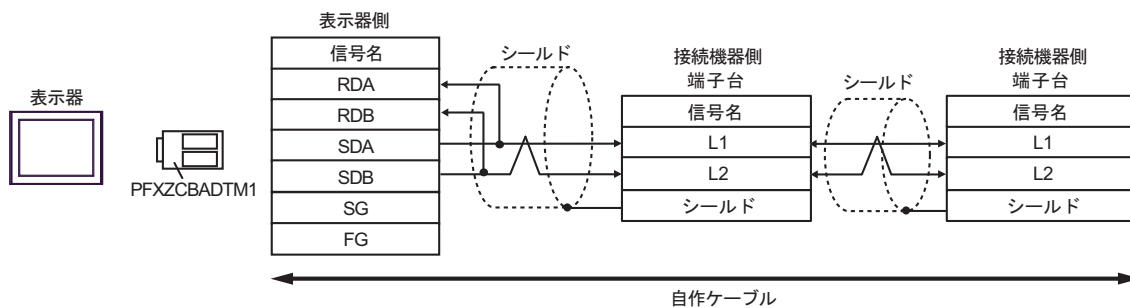 表示器
PFXZCBADTM1
表示器側
信号名
RDA
RDB
SDA
SDB
SG
FG
シールド
接続機器側
端子台
信号名
L1
L2
シールド
シールド
接続機器側
端子台
信号名
L1
L2
シールド
自作ケーブル